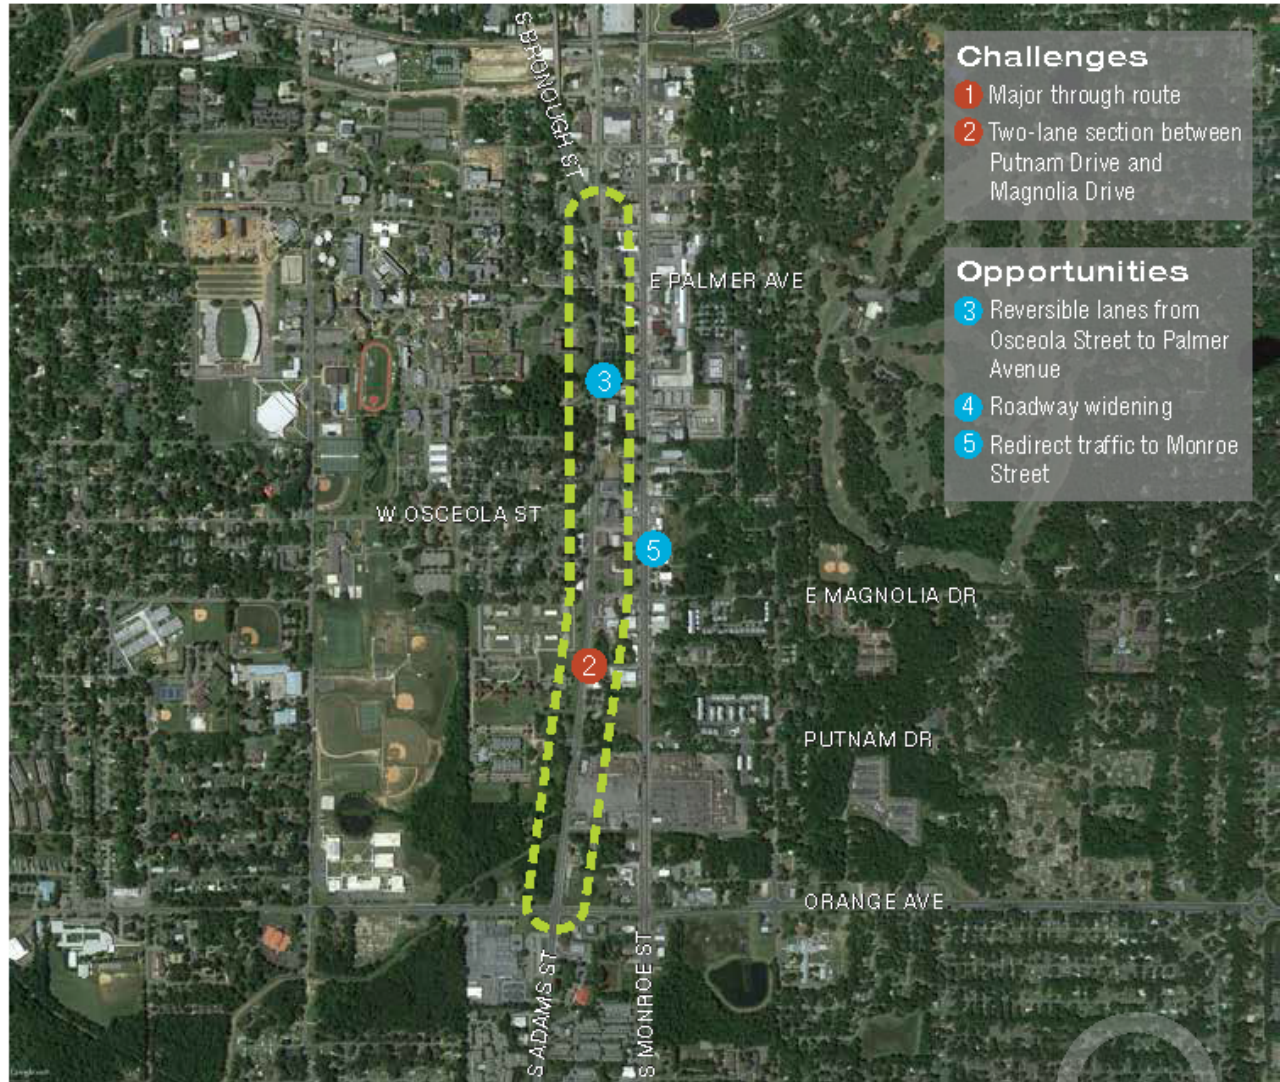 S BRONOUGH ST
Challenges
1 Major through route
2 Two-lane section between
Putnam Drive and
Magnolia Drive
Opportunities
3 Reversible lanes from
Osceola Street to Palmer
Avenue
4 Roadway widening
5 Redirect traffic to Monroe
Street
E PALMER AVE
3
W OSCEOLA ST
5
E MAGNOLIA DR
2
PUTNAM DR
ORANGE AVE
S ADAMS ST
S MONROE ST